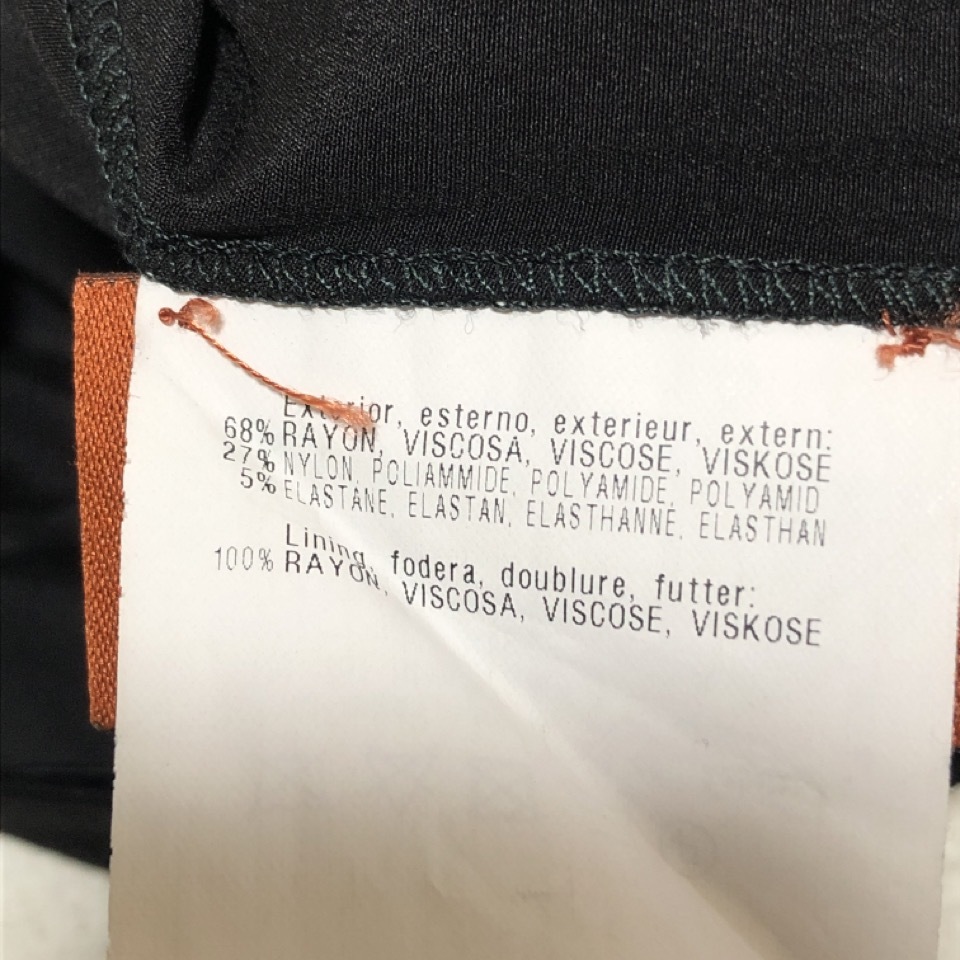 Exterior, esterno, exterieur, extern:
68% RAYON, VISCOSA, VISCOSE, VISKOSE
27% NYLON, POLIAMMIDE, POLYAMIDE, POLYAMID
5% ELASTANE, ELASTAN, ELASTHANNE, ELASTHAN
Lining, fodera, doublure, futter:
100% RAYON, VISCOSA, VISCOSE, VISKOSE